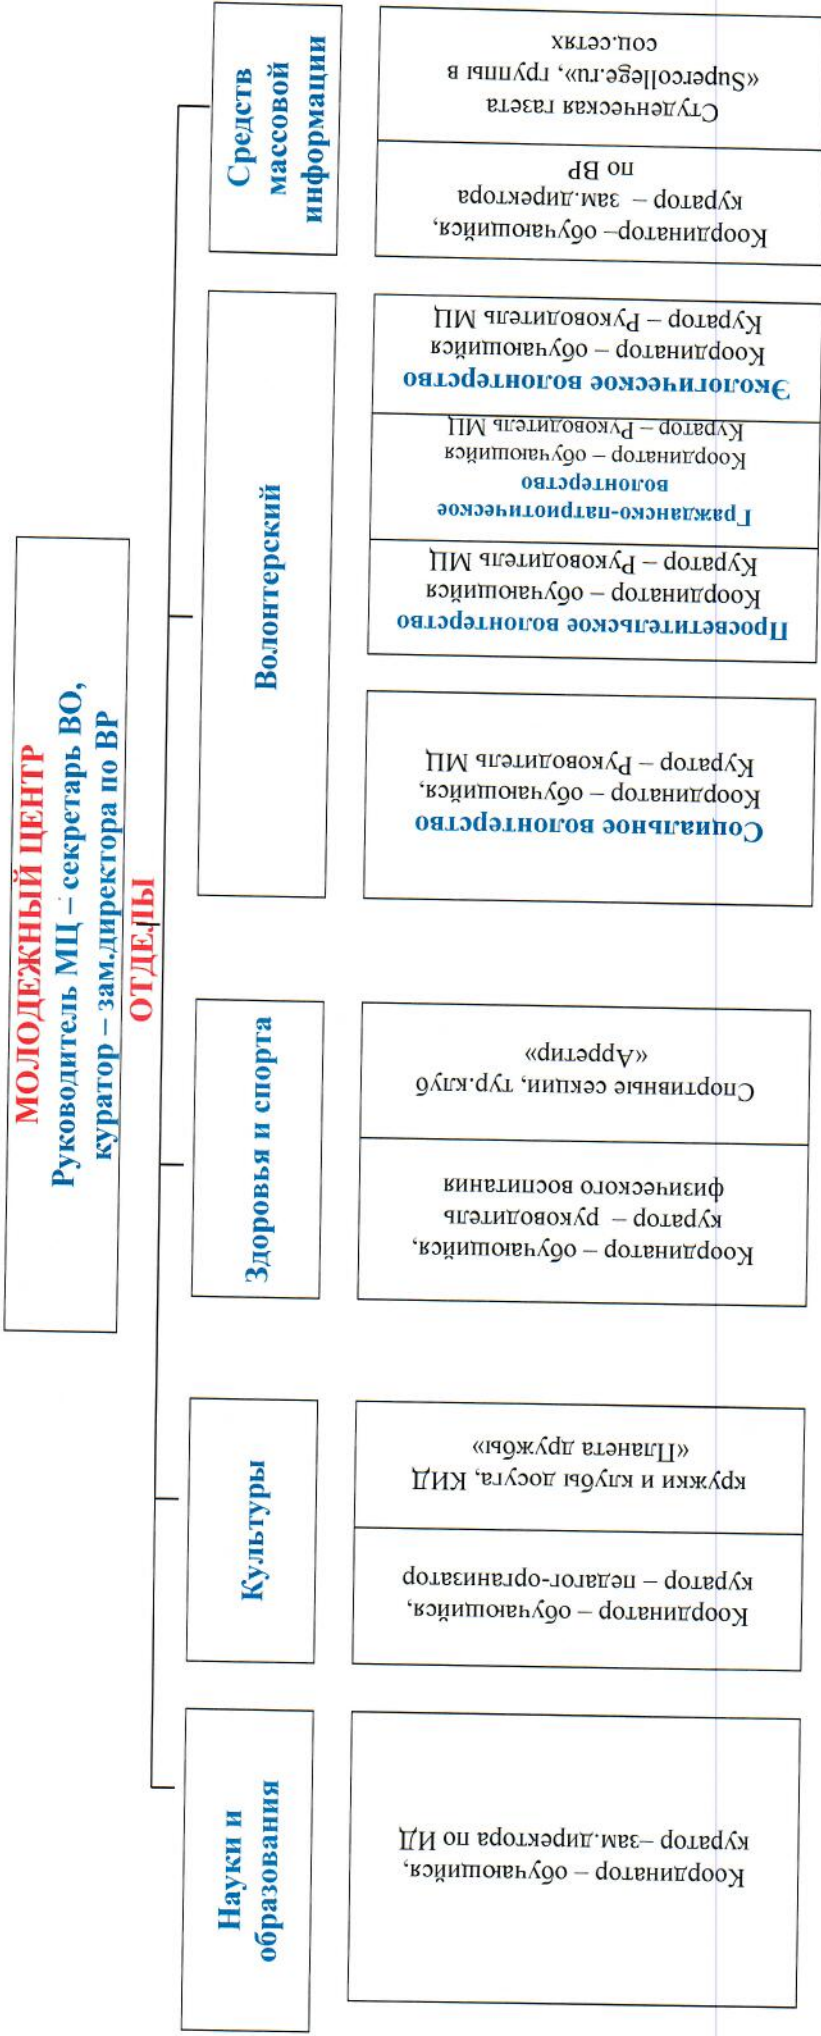 МОЛОДЕЖНЫЙ ЦЕНТР
Руководитель МЦ – секретарь ВО,
куратор – зам.директора по ВР
ОТДЕЛЫ
Науки и
образования
Координатор – обучающийся,
куратор –зам.директора по ИД
Культуры
Координатор – обучающийся,
куратор – педагог-организатор
кружки и клубы досуга, КИД
«Планета дружбы»
Здоровья и спорта
Координатор – обучающийся,
куратор – руководитель
физического воспитания
Спортивные секции, тур.клуб
«Арретир»
Волонтерский
Социальное волонтерство
Координатор – обучающийся,
Куратор – Руководитель МЦ
Просветительское волонтерство
Координатор – обучающийся
Куратор – Руководитель МЦ
Гражданско-патриотическое
волонтерство
Координатор – обучающийся
Куратор – Руководитель МЦ
Экологическое волонтерство
Координатор – обучающийся
Куратор – Руководитель МЦ
Средств
массовой
информации
Координатор– обучающийся,
куратор – зам.директора
по ВР
Студенческая газета
«Supercollege.ru», группы в
соц.сетях